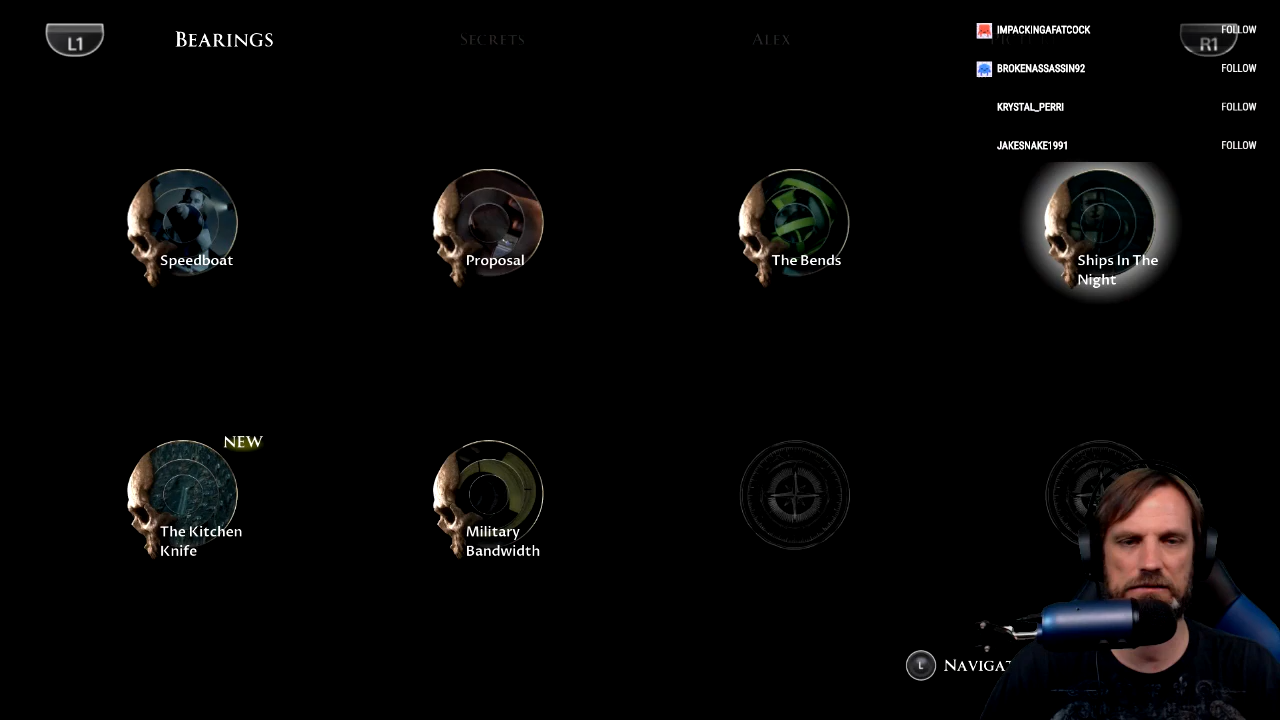 L1
BEARINGS
SECRETS
ALEX
R1
IMPACKINGAFATCOCK FOLLOW
BROKENASSASSIN92 FOLLOW
KRYSTAL_PERRI FOLLOW
JAKESNAKE1991 FOLLOW
Speedboat
Proposal
The Bends
Ships In The
Night
NEW
The Kitchen
Knife
Military
Bandwidth
L
NAVIGAT